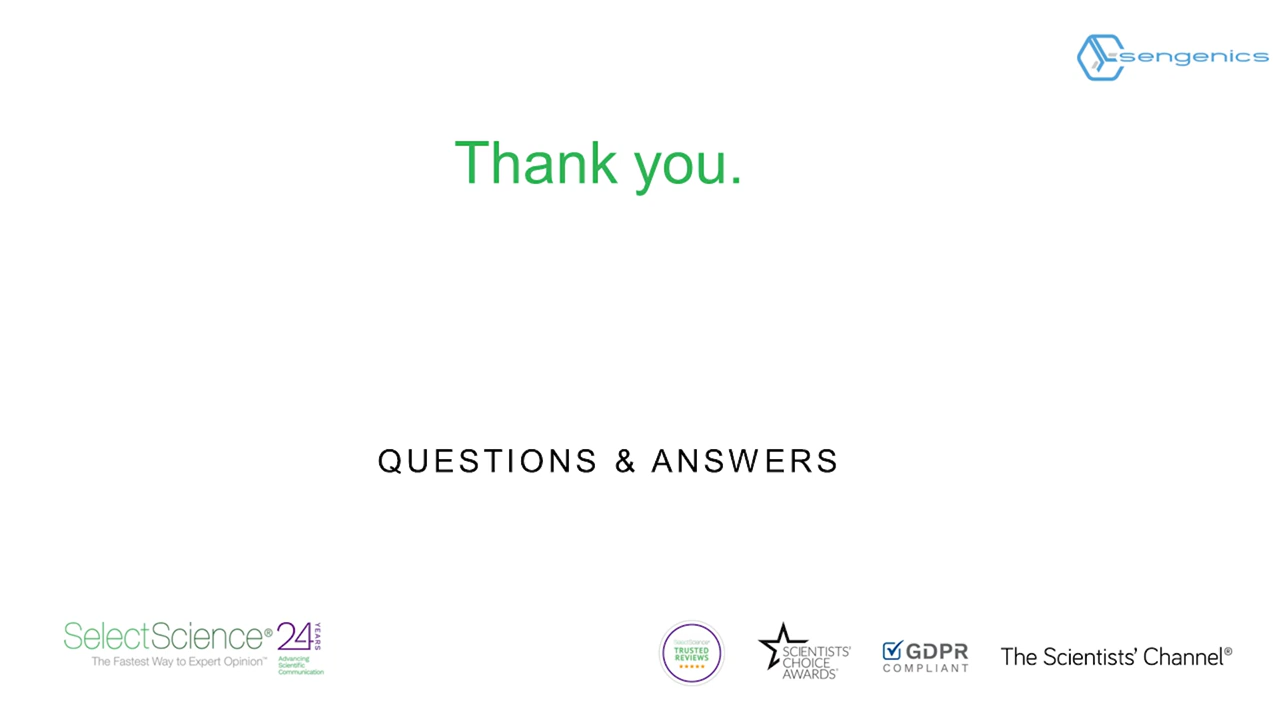 sengenics
Thank you.
QUESTIONS & ANSWERS
SelectScience® 24 YEARS
The Fastest Way to Expert Opinion™
Advancing
Scientific
Communication
SelectScience®
TRUSTED
REVIEWS
SCIENTISTS'
CHOICE
AWARDS®
GDPR
COMPLIANT
The Scientists' Channel®